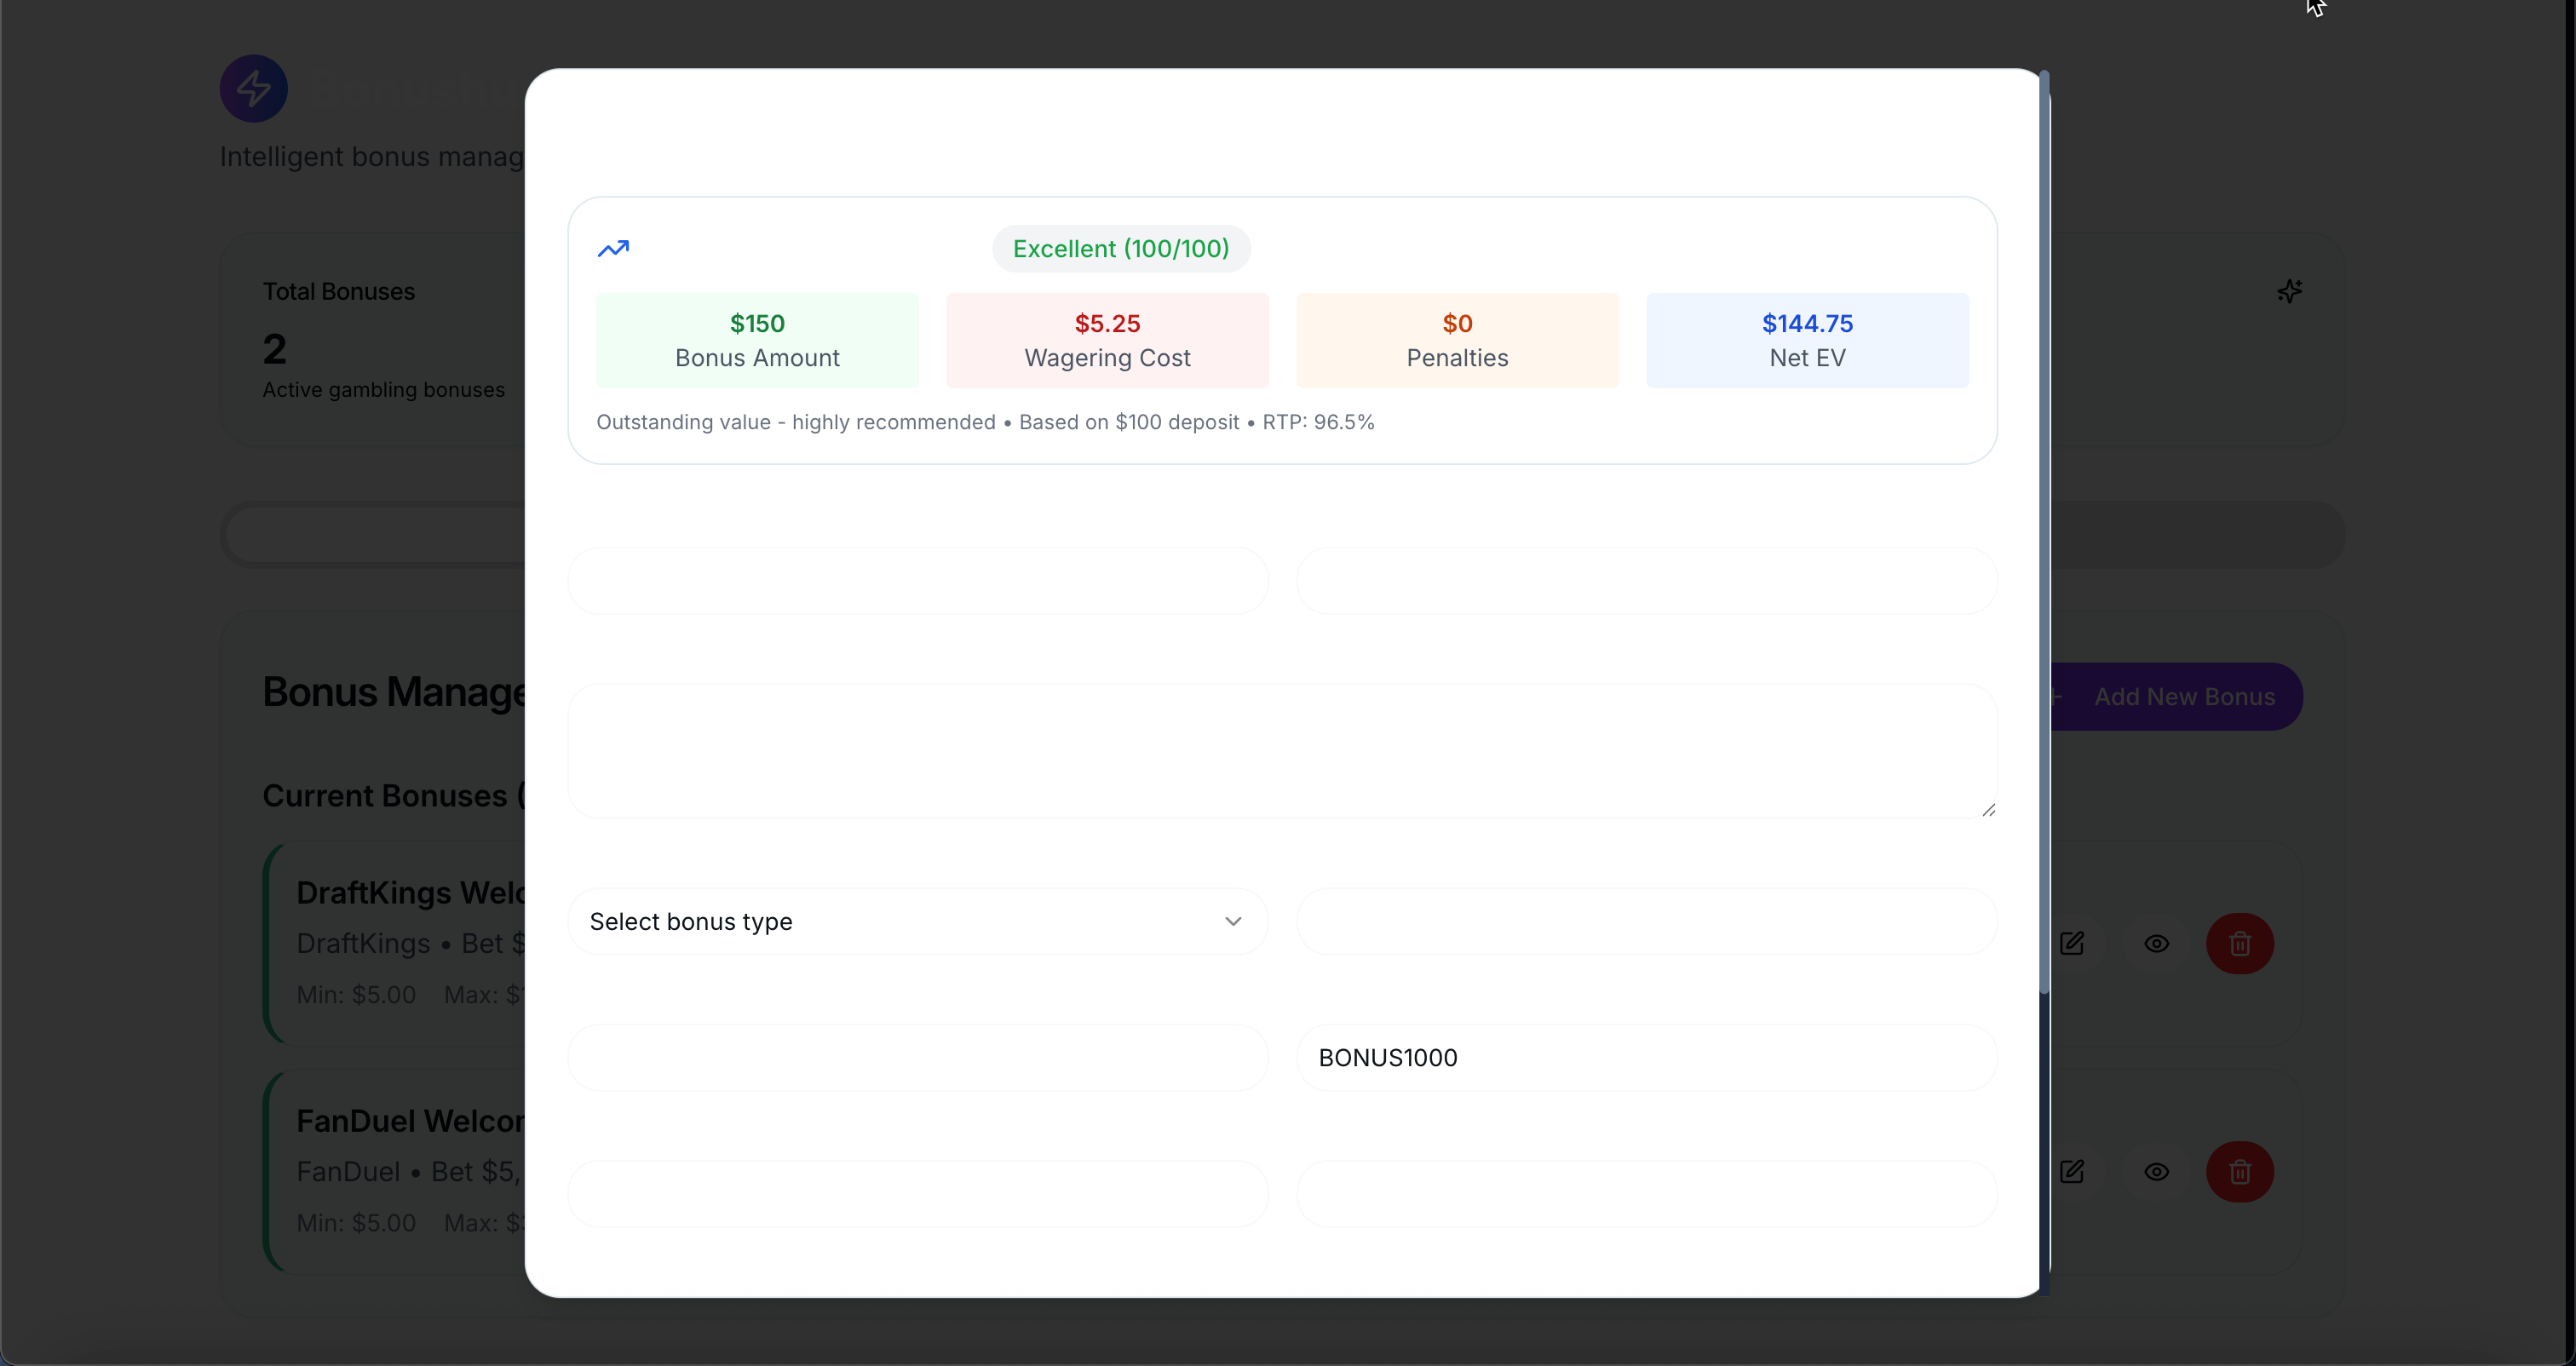 Intelligent bonus manag
Total Bonuses
2
Active gambling bonuses
Excellent (100/100)
$150
Bonus Amount
$5.25
Wagering Cost
$0
Penalties
$144.75
Net EV
Outstanding value - highly recommended • Based on $100 deposit • RTP: 96.5%
Bonus Manage
Add New Bonus
Current Bonuses (
Select bonus type
DraftKings Welc
DraftKings • Bet $
Min: $5.00 Max: $
BONUS1000
FanDuel Welcor
FanDuel • Bet $5,
Min: $5.00 Max: $